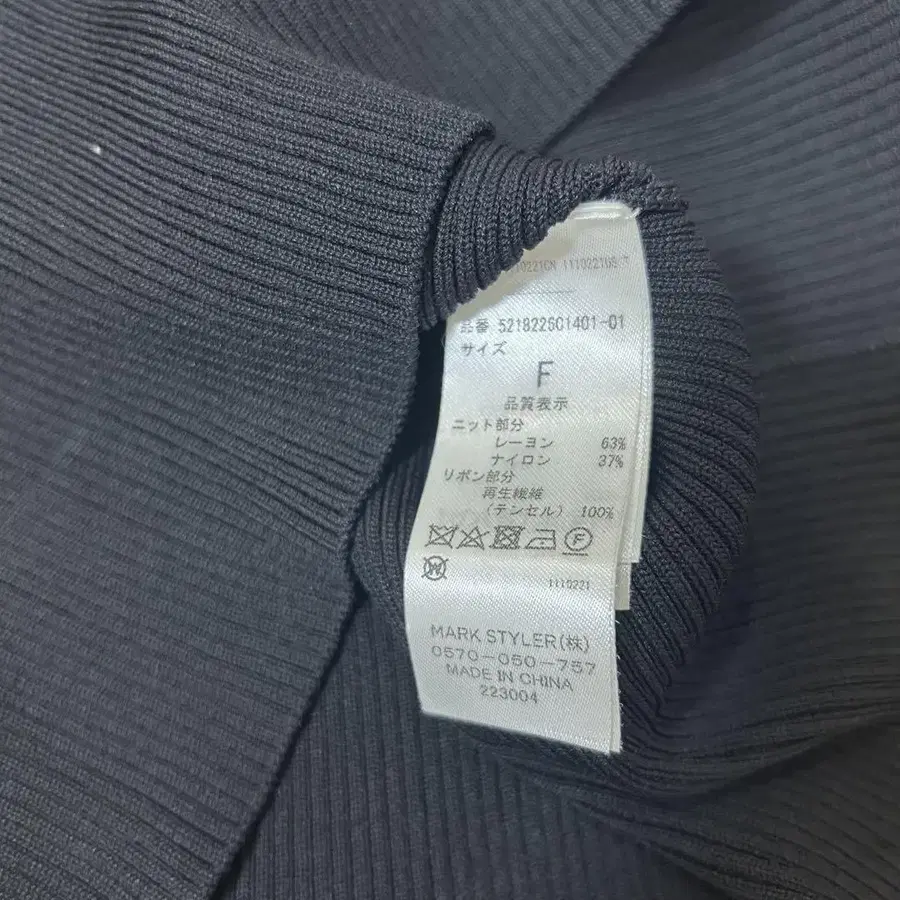 品番 521822601401-01
サイズ
F
品質表示
ニット部分
レーヨン 63%
ナイロン 37%
リボン部分
再生繊維
(テンセル) 100%
F
W
1110221
MARK STYLER(株)
0570-050-757
MADE IN CHINA
223004